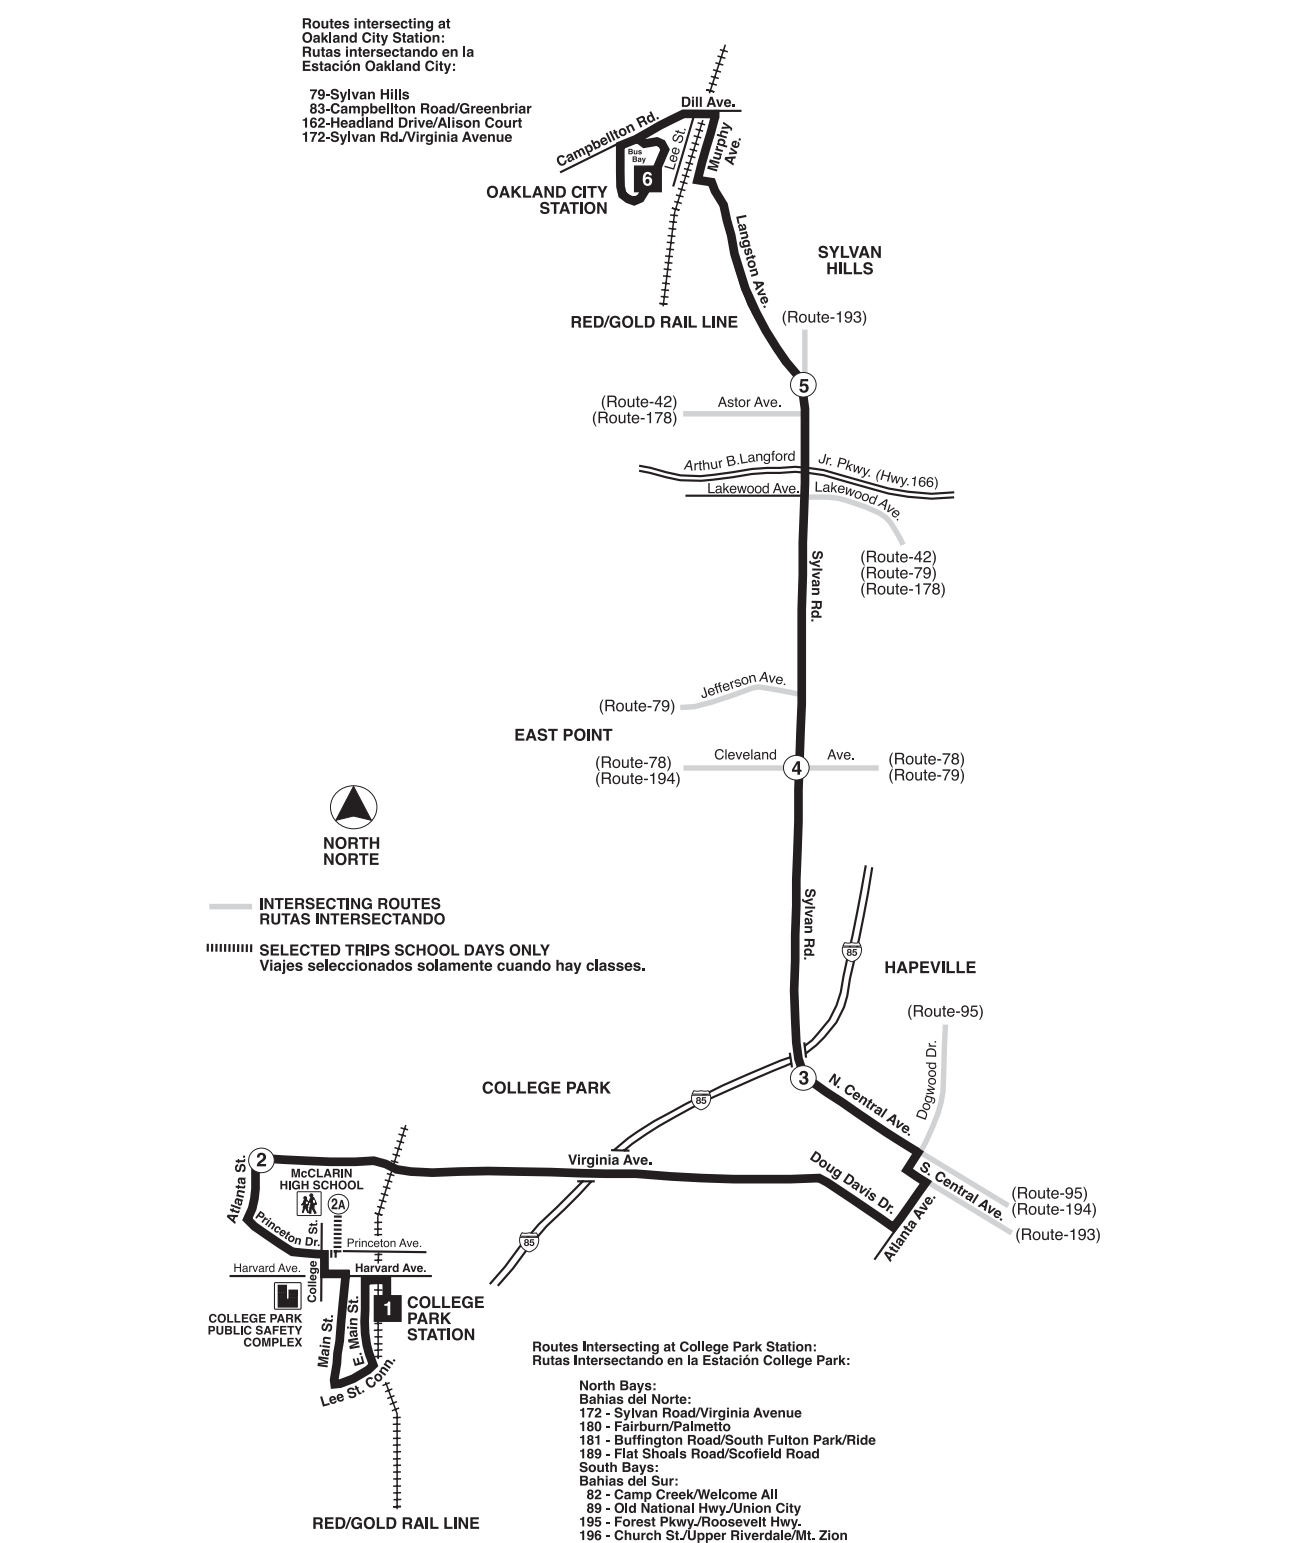 Routes intersecting at
Oakland City Station:
Rutas intersectando en la
Estación Oakland City:
79-Sylvan Hills
83-Campbellton Road/Greenbriar
162-Headland Drive/Alison Court
172-Sylvan Rd./Virginia Avenue
Dill Ave.
Campbellton Rd.
Lee St.
Murphy
Ave.
Bus
Bay
6
OAKLAND CITY
STATION
Langston Ave.
SYLVAN
HILLS
RED/GOLD RAIL LINE
(Route-193)
5
(Route-42)
(Route-178)
Astor Ave.
Arthur B.Langford
Jr. Pkwy. (Hwy.166)
Lakewood Ave.
Lakewood Ave.
(Route-42)
(Route-79)
(Route-178)
Sylvan Rd.
Jefferson Ave.
(Route-79)
EAST POINT
(Route-78)
(Route-194)
Cleveland
4
Ave.
(Route-78)
(Route-79)
NORTH
NORTE
INTERSECTING ROUTES
RUTAS INTERSECTANDO
SELECTED TRIPS SCHOOL DAYS ONLY
Viajes seleccionados solamente cuando hay classes.
Sylvan Rd.
85
HAPEVILLE
(Route-95)
Dogwood Dr.
3
N. Central Ave.
COLLEGE PARK
85
2
Virginia Ave.
Doug Davis Dr.
S. Central Ave.
(Route-95)
(Route-194)
(Route-193)
Atlanta Ave.
McCLARIN
HIGH SCHOOL
2A
Atlanta St.
Princeton Dr.
College St.
Princeton Ave.
85
Harvard Ave.
Harvard Ave.
COLLEGE PARK
PUBLIC SAFETY
COMPLEX
Main St.
E. Main St.
1
COLLEGE
PARK
STATION
Lee St. Conn.
Routes Intersecting at College Park Station:
Rutas Intersectando en la Estación College Park:
North Bays:
Bahias del Norte:
172 - Sylvan Road/Virginia Avenue
180 - Fairburn/Palmetto
181 - Buffington Road/South Fulton Park/Ride
189 - Flat Shoals Road/Scofield Road
South Bays:
Bahias del Sur:
82 - Camp Creek/Welcome All
89 - Old National Hwy./Union City
195 - Forest Pkwy./Roosevelt Hwy.
196 - Church St./Upper Riverdale/Mt. Zion
RED/GOLD RAIL LINE